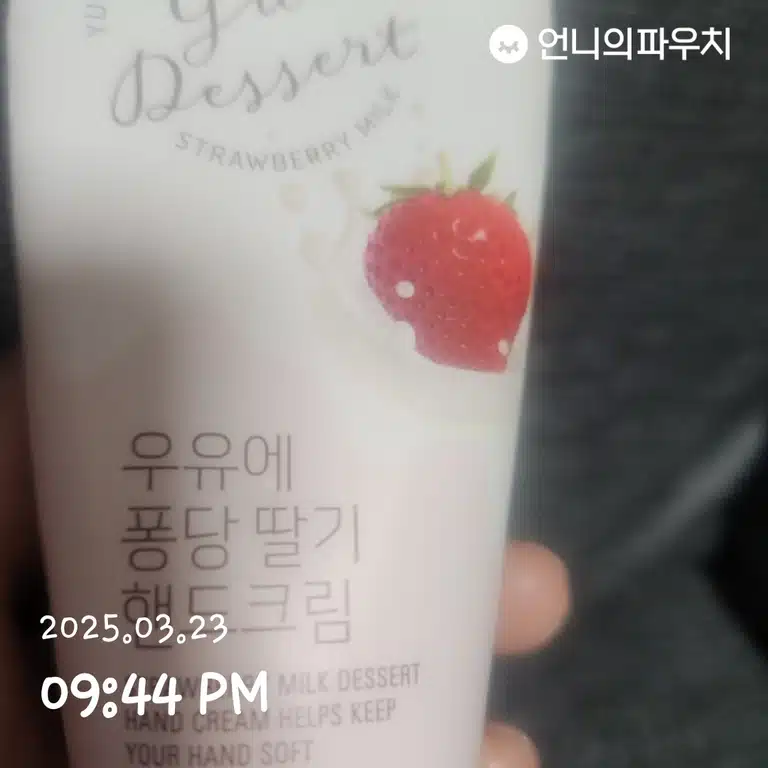 YU
언니의파우치
Dessert
STRAWBERRY MILK
우유에
퐁당 딸기
핸드크림
2025.03.23
09:44 PM
MILK DESSERT
HAND CREAM HELPS KEEP
YOUR HAND SOFT